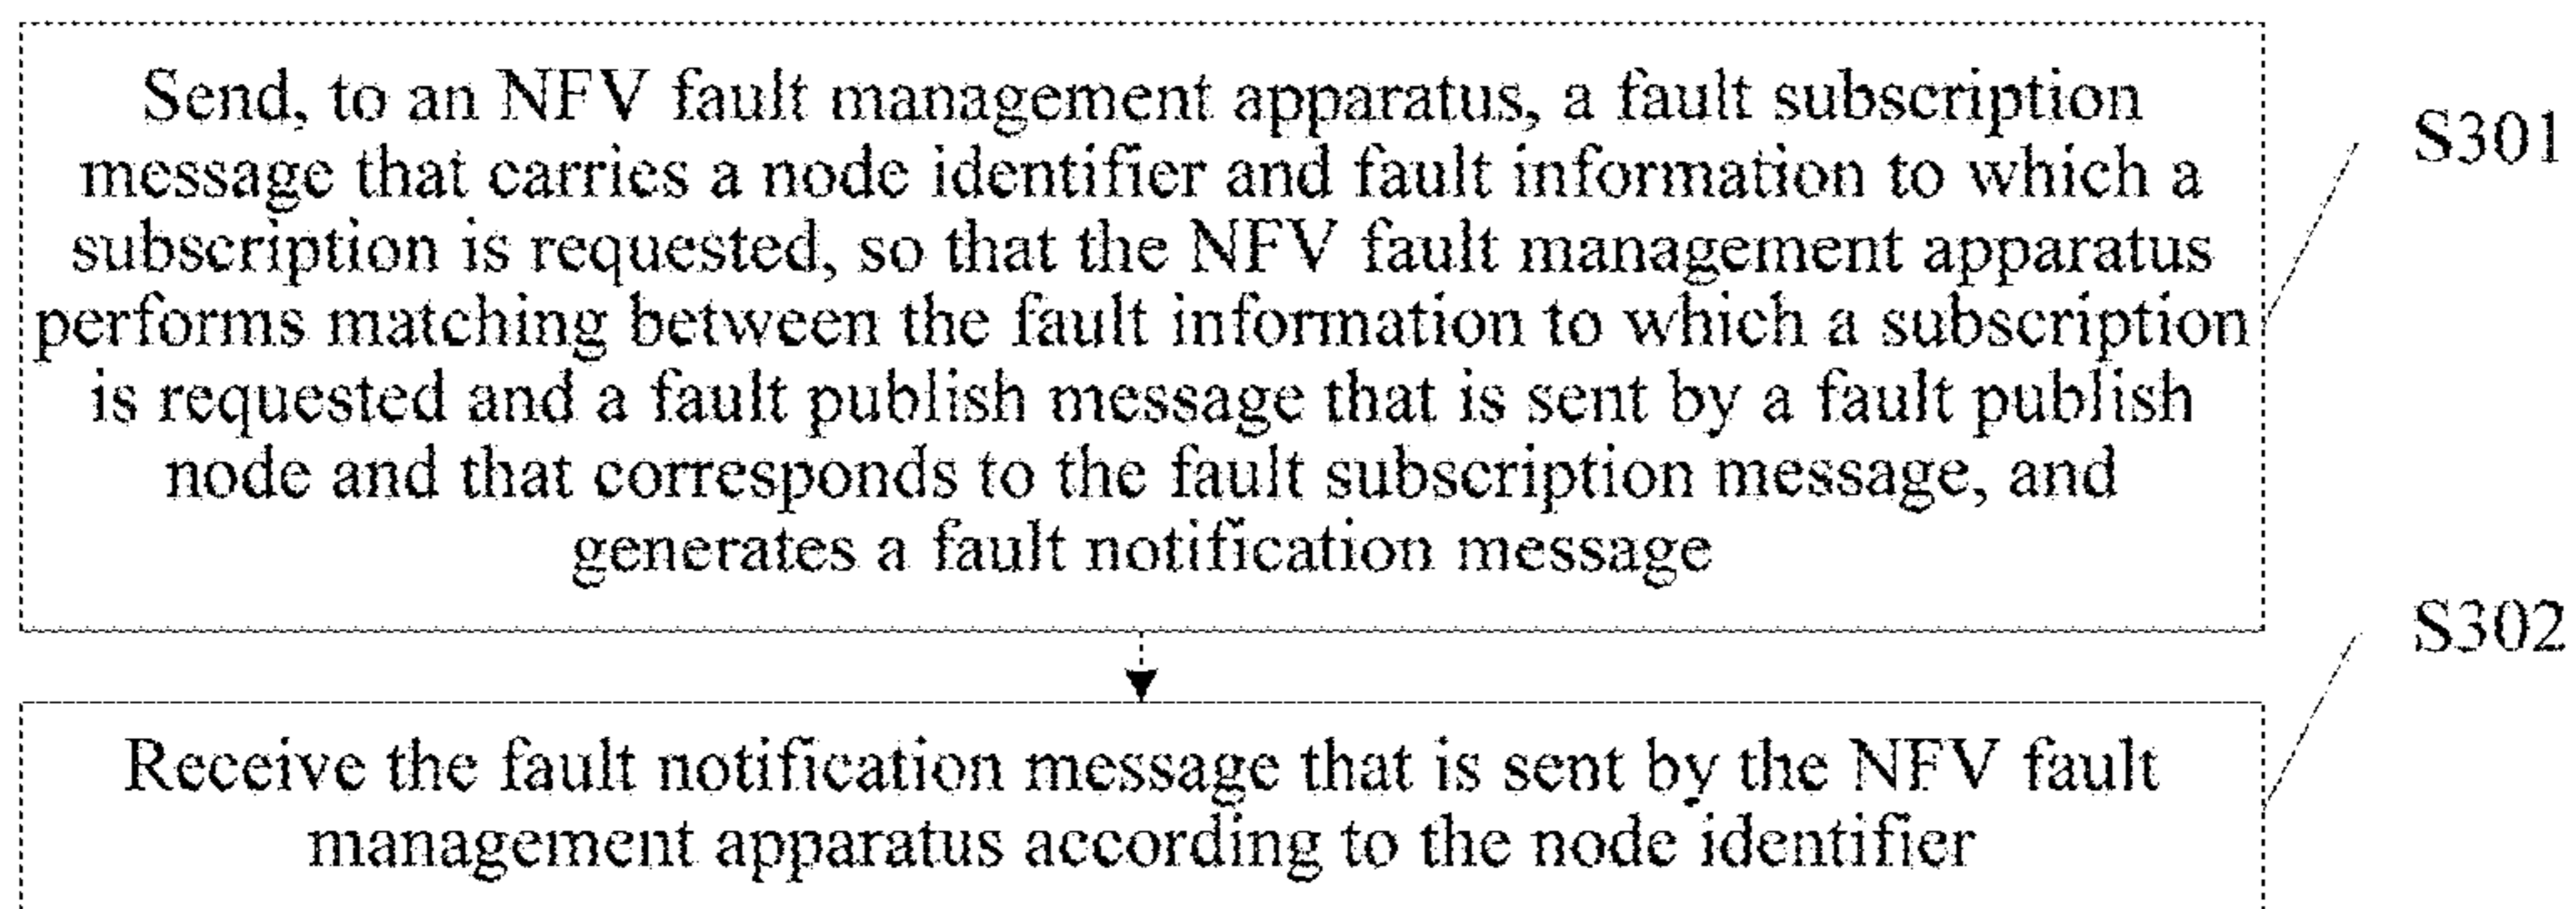 Send, to an NFV fault management apparatus, a fault subscription
message that carries a node identifier and fault information to which a
subscription is requested, so that the NFV fault management apparatus
performs matching between the fault information to which a subscription
is requested and a fault publish message that is sent by a fault publish
node and that corresponds to the fault subscription message, and
generates a fault notification message
S301
Receive the fault notification message that is sent by the NFV fault
management apparatus according to the node identifier
S302